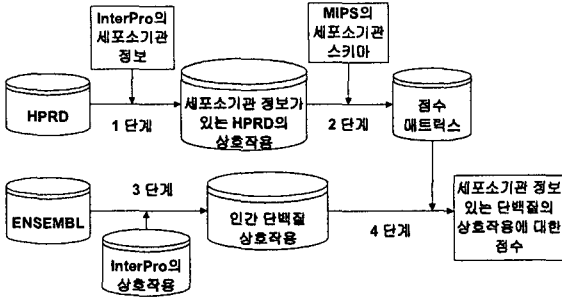 InterPro의
세포소기관
정보
MIPS의
세포소기관
스키마
HPRD
1 단계
세포소기관 정보가
있는 HPRD의
상호작용
2 단계
점수
매트릭스
ENSEMBL
3 단계
InterPro의
상호작용
인간 단백질
상호작용
4 단계
세포소기관 정보
있는 단백질의
상호작용에 대한
점수